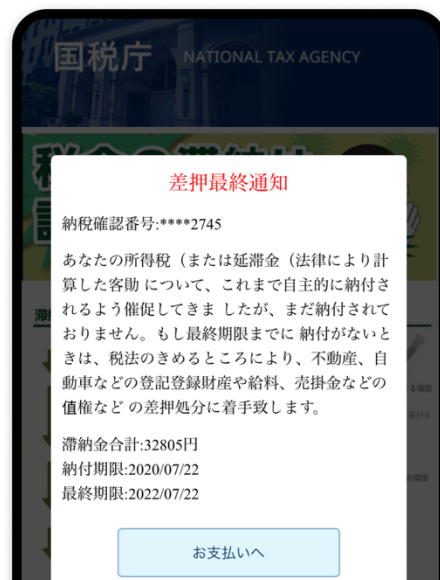 国税庁 NATIONAL TAX AGENCY
差押最終通知
納税確認番号:****2745
あなたの所得税（または延滞金（法律により計
算した客勛 について、これまで自主的に納付さ
れるよう催促してきま したが、まだ納付されて
おりません。もし最終期限までに 納付がないと
きは、税法のきめるところにより、不動産、自
動車などの登記登録財産や給料、売掛金などの
値権など の差押処分に着手致します。
滞納金合計:32805円
納付期限:2020/07/22
最終期限:2022/07/22
お支払いへ